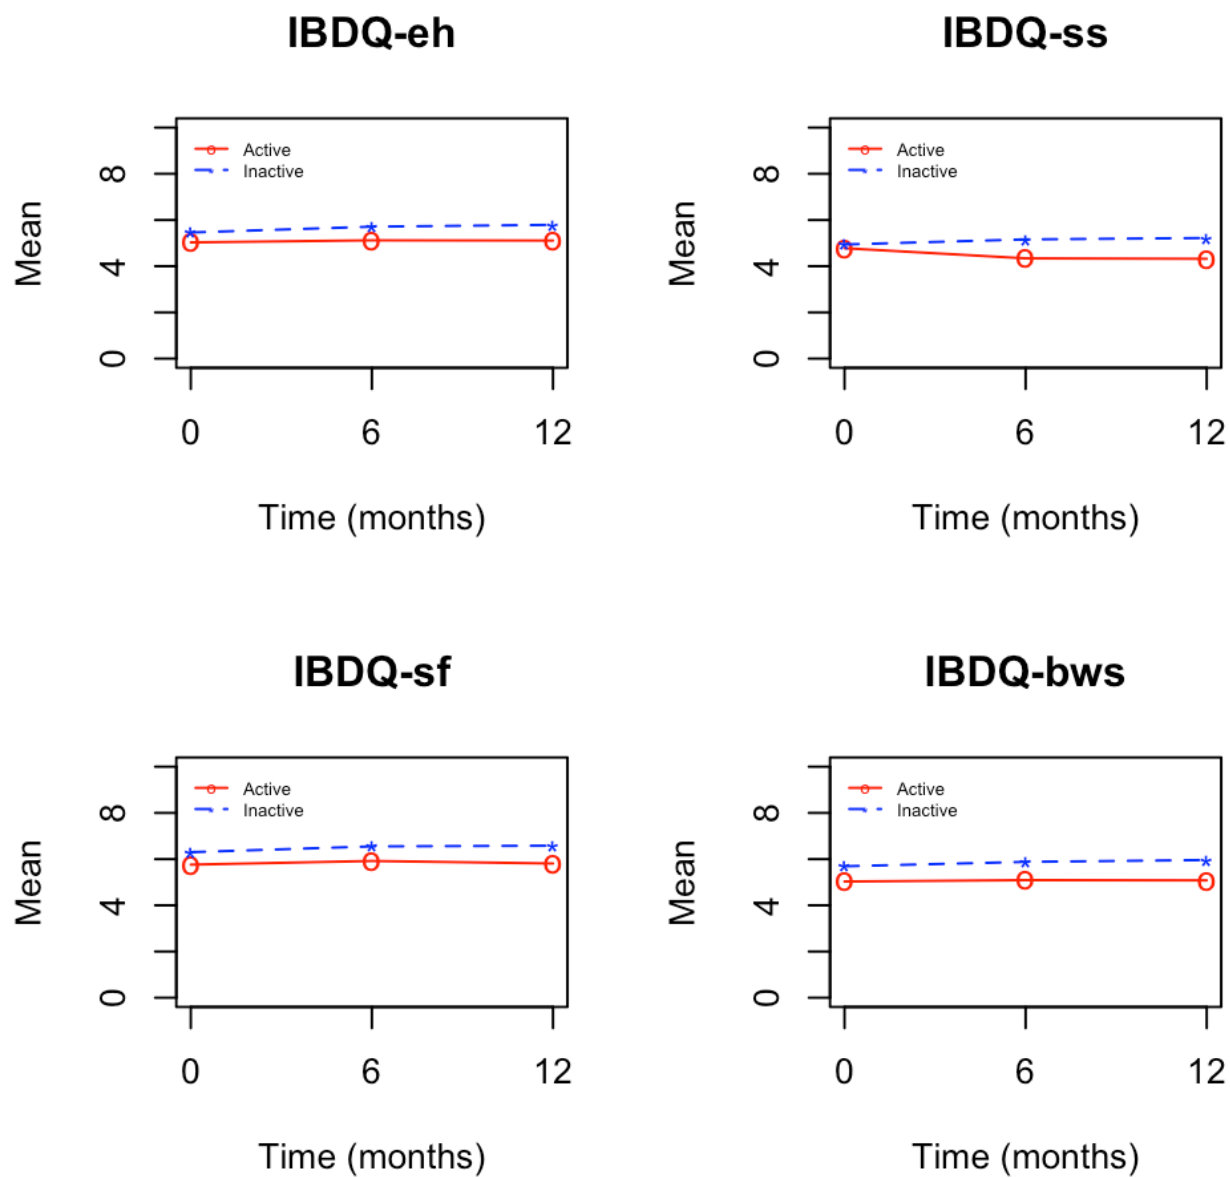 IBDQ-eh
Mean
8
4
0
Active
Inactive
0 6 12
Time (months)
IBDQ-ss
Mean
8
4
0
Active
Inactive
0 6 12
Time (months)
IBDQ-sf
Mean
8
4
0
Active
Inactive
0 6 12
Time (months)
IBDQ-bws
Mean
8
4
0
Active
Inactive
0 6 12
Time (months)